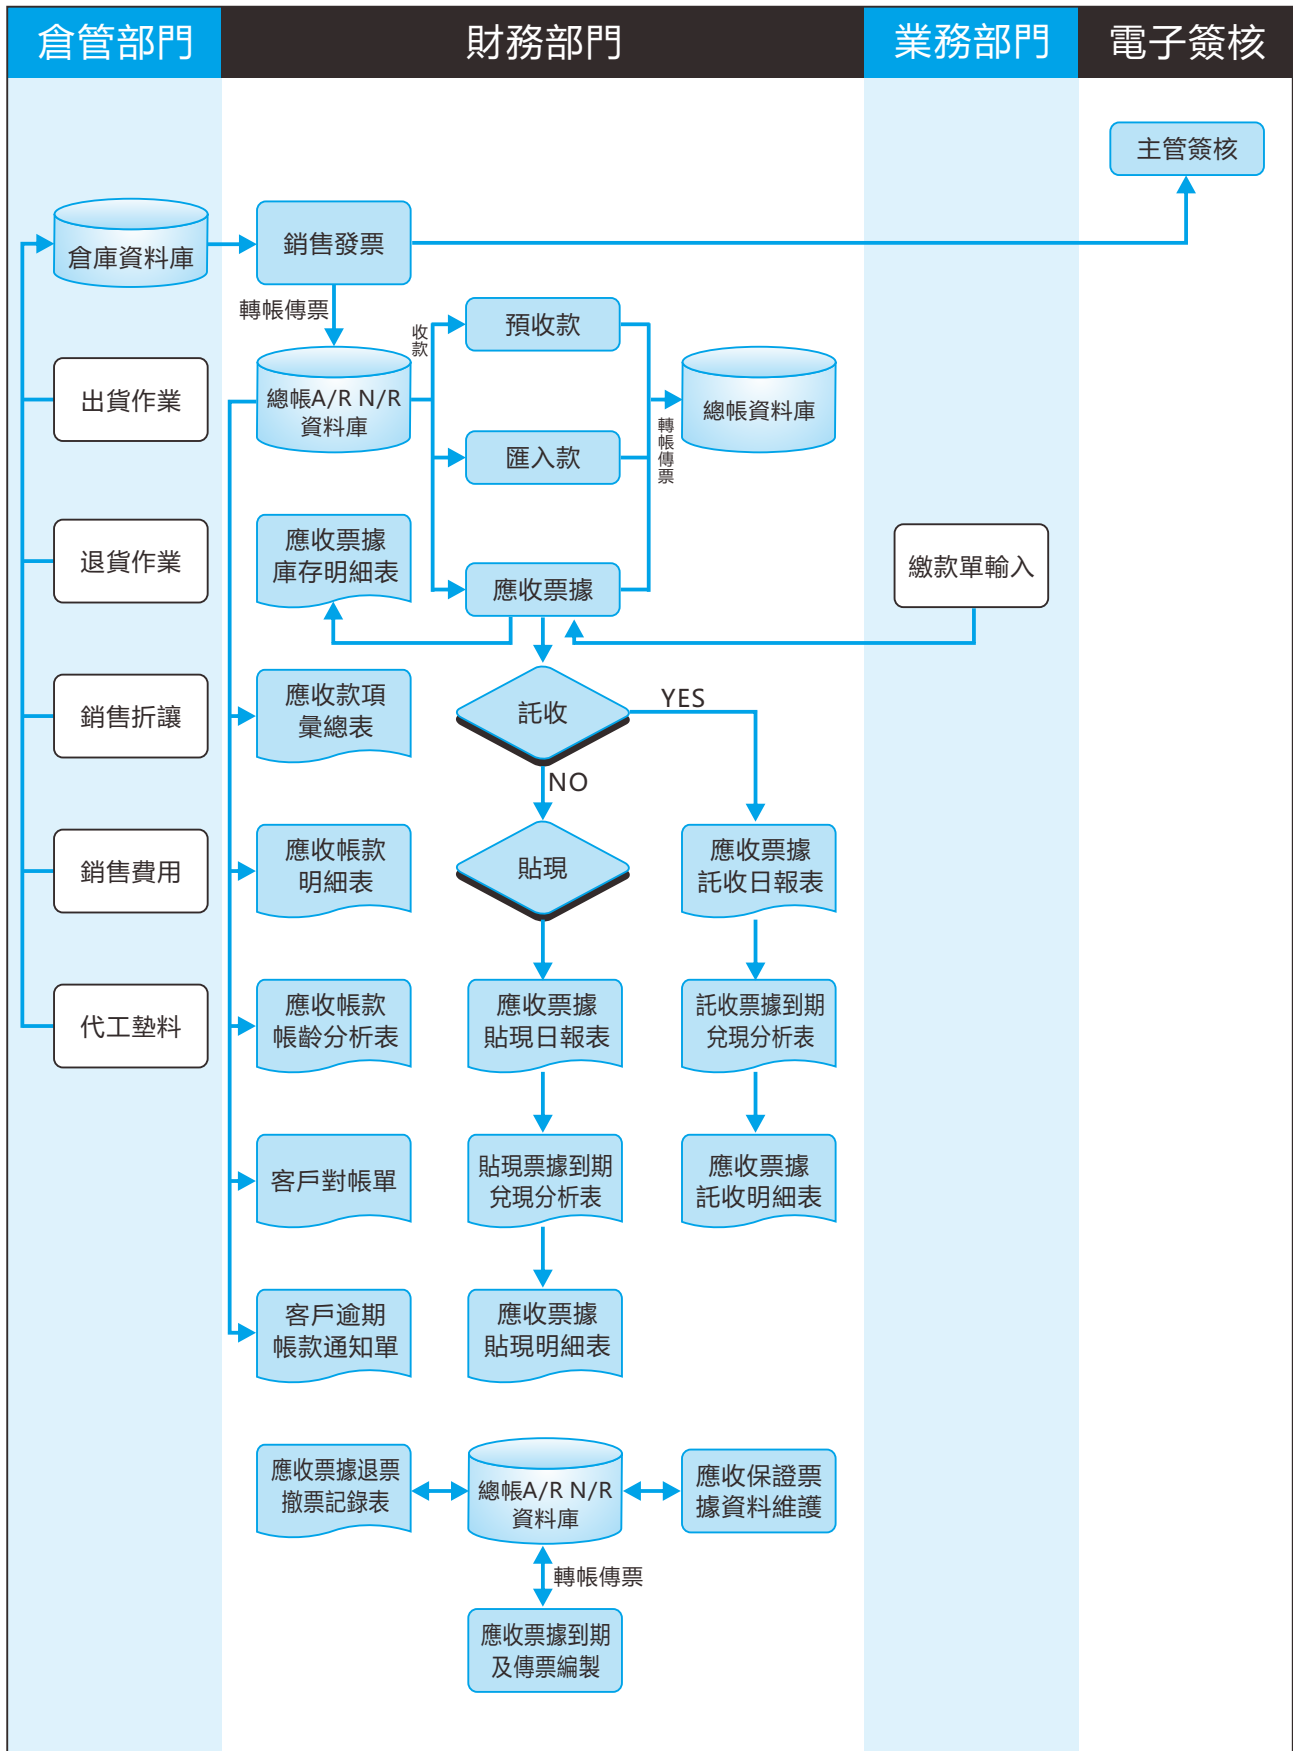 倉管部門
財務部門
業務部門
電子簽核
主管簽核
倉庫資料庫
銷售發票
轉帳傳票
收款
預收款
總帳A/R N/R
資料庫
總帳資料庫
出貨作業
匯入款
轉帳傳票
應收票據
庫存明細表
退貨作業
應收票據
繳款單輸入
應收款項
彙總表
銷售折讓
託收
YES
NO
應收帳款
明細表
銷售費用
貼現
應收票據
託收日報表
代工墊料
應收帳款
帳齡分析表
應收票據
貼現日報表
託收票據到期
兌現分析表
客戶對帳單
貼現票據到期
兌現分析表
應收票據
託收明細表
客戶逾期
帳款通知單
應收票據
貼現明細表
應收票據退票
撤票記錄表
總帳A/R N/R
資料庫
應收保證票
據資料維護
轉帳傳票
應收票據到期
及傳票編製